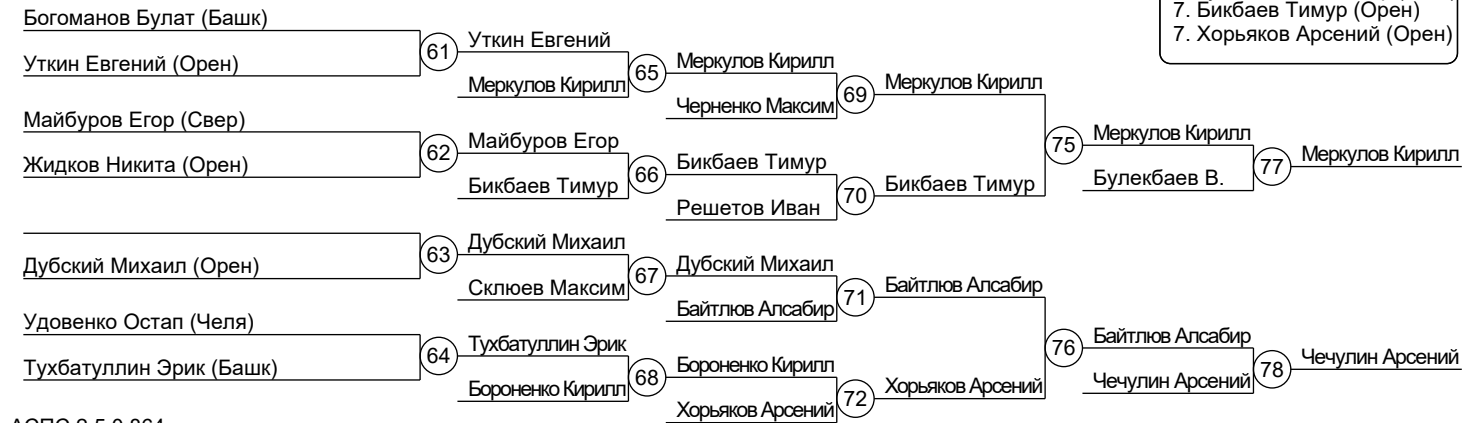 7. Бикбаев Тимур (Орен)
7. Хорьяков Арсений (Орен)
Богоманов Булат (Башк)
Уткин Евгений (Орен)
61
Уткин Евгений
Меркулов Кирилл
65
Меркулов Кирилл
Черненко Максим
69
Меркулов Кирилл
Майбуров Егор (Свер)
Жидков Никита (Орен)
62
Майбуров Егор
Бикбаев Тимур
66
Бикбаев Тимур
Решетов Иван
70
Бикбаев Тимур
75
Меркулов Кирилл
Булекбаев В.
77
Меркулов Кирилл
Дубский Михаил (Орен)
63
Дубский Михаил
Склюев Максим
67
Дубский Михаил
Байтлюв Алсабир
71
Байтлюв Алсабир
Удовенко Остап (Челя)
Тухбатуллин Эрик (Башк)
64
Тухбатуллин Эрик
Бороненко Кирилл
68
Бороненко Кирилл
Хорьяков Арсений
72
Хорьяков Арсений
76
Байтлюв Алсабир
Чечулин Арсений
78
Чечулин Арсений